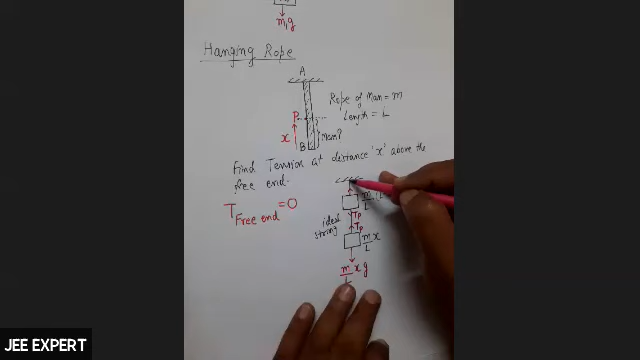 m₁g
Hanging Rope
A
Rope of Mass = m
Length = L
P
x
Mass?
B
Find Tension at distance 'x' above the
free end.
T Free end = 0
m/L (L
ideal string
Tp
Tp
m/L x
m/L x g
JEE EXPERT